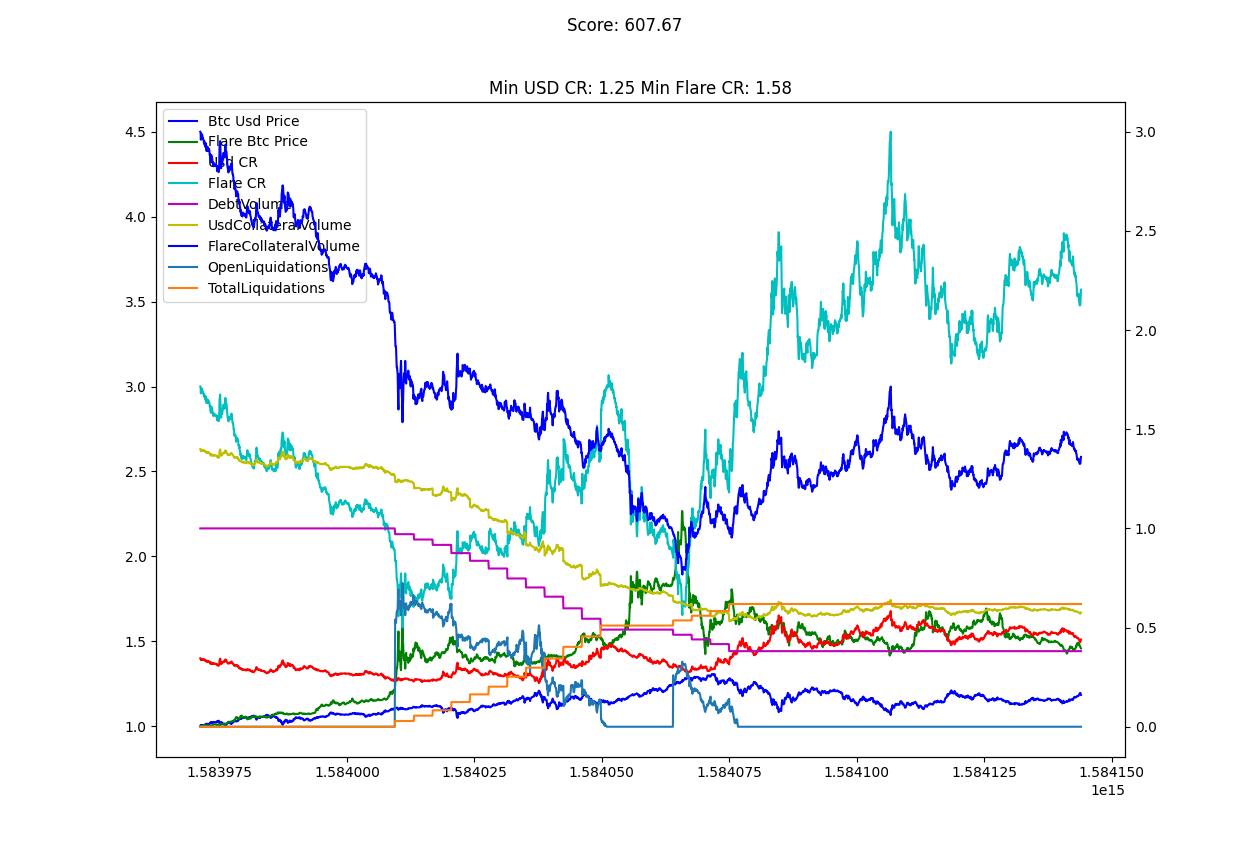 Score: 607.67
Min USD CR: 1.25 Min Flare CR: 1.58
Btc Usd Price
Flare Btc Price
Usd CR
Flare CR
DebtVolume
UsdCollateralVolume
FlareCollateralVolume
OpenLiquidations
TotalLiquidations
4.5
4.0
3.5
3.0
2.5
2.0
1.5
1.0
3.0
2.5
2.0
1.5
1.0
0.5
0.0
1.583975 1.584000 1.584025 1.584050 1.584075 1.584100 1.584125 1.584150
1e15